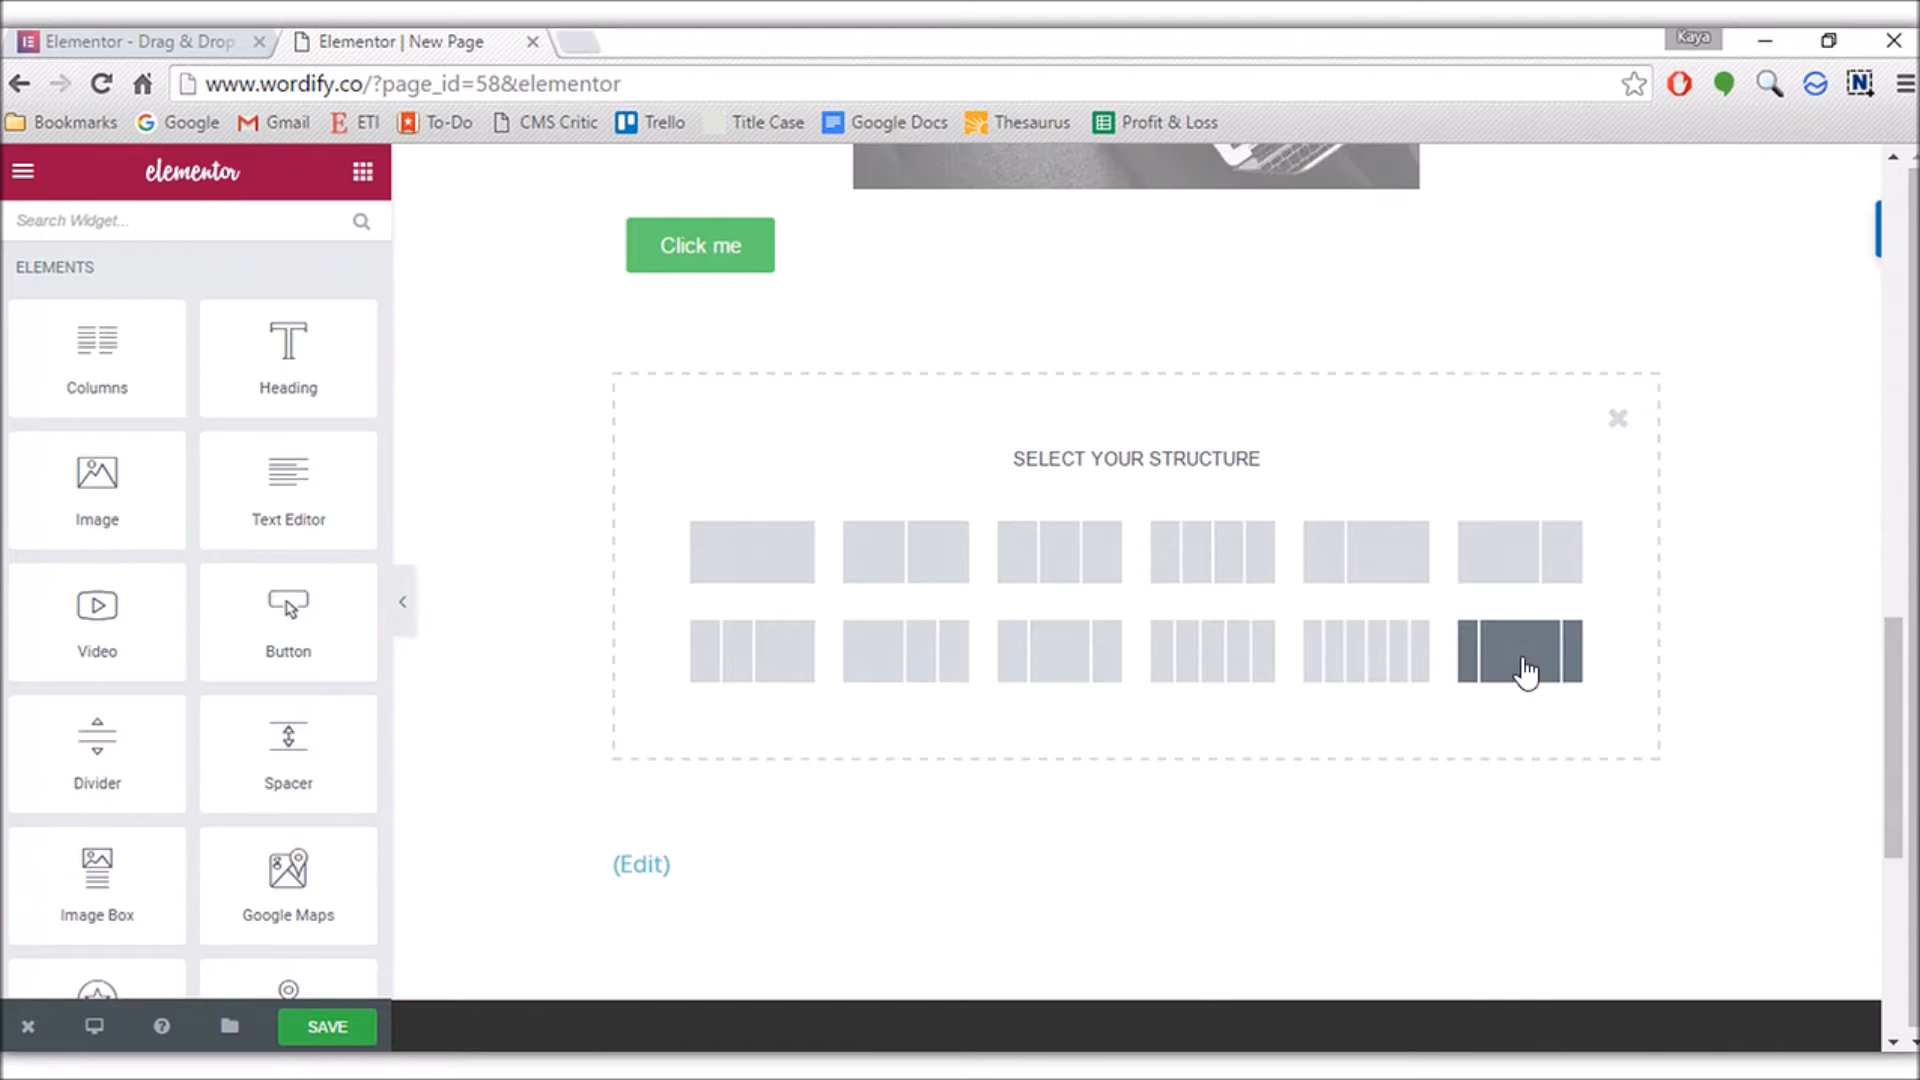 Elementor - Drag & Drop
Elementor | New Page
Kaya
www.wordify.co/?page_id=58&elementor
Bookmarks
Google
Gmail
ETI
To-Do
CMS Critic
Trello
Title Case
Google Docs
Thesaurus
Profit & Loss
elementor
Search Widget...
Click me
ELEMENTS
Columns
Heading
SELECT YOUR STRUCTURE
Image
Text Editor
Video
Button
Divider
Spacer
(Edit)
Image Box
Google Maps
SAVE